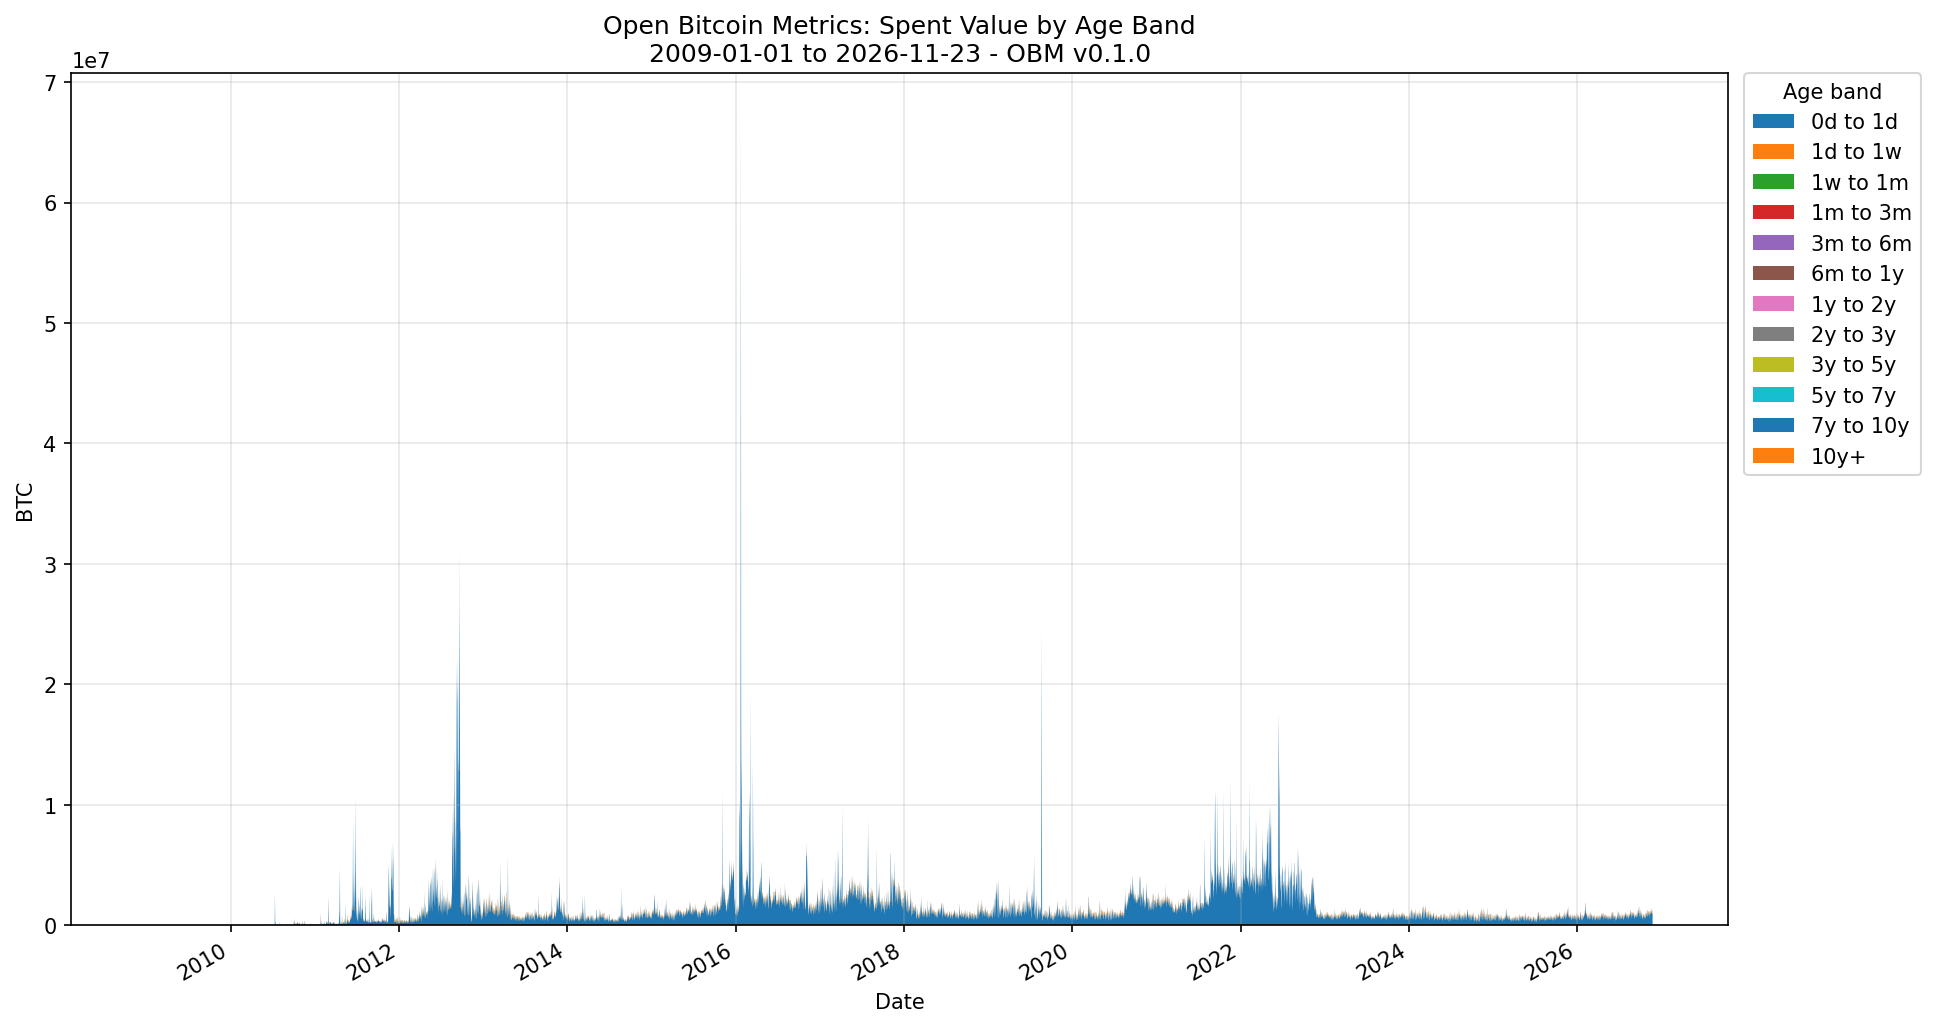 Open Bitcoin Metrics: Spent Value by Age Band
2009-01-01 to 2026-11-23 - OBM v0.1.0
1e7
7
6
5
4
3
2
1
0
BTC
2010
2012
2014
2016
2018
2020
2022
2024
2026
Date
Age band
0d to 1d
1d to 1w
1w to 1m
1m to 3m
3m to 6m
6m to 1y
1y to 2y
2y to 3y
3y to 5y
5y to 7y
7y to 10y
10y+